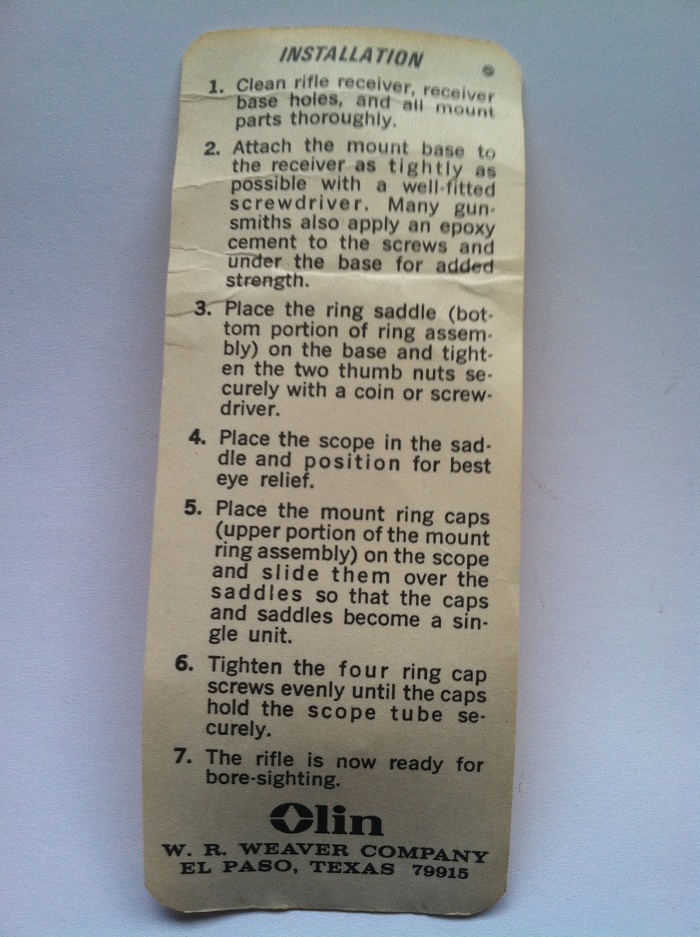 INSTALLATION
1. Clean rifle receiver, receiver
base holes, and all mount
parts thoroughly.
2. Attach the mount base to
the receiver as tightly as
possible with a well-fitted
screwdriver. Many gun-
smiths also apply an epoxy
cement to the screws and
under the base for added
strength.
3. Place the ring saddle (bot-
tom portion of ring assem-
bly) on the base and tight-
en the two thumb nuts se-
curely with a coin or screw-
driver.
4. Place the scope in the sad-
dle and position for best
eye relief.
5. Place the mount ring caps
(upper portion of the mount
ring assembly) on the scope
and slide them over the
saddles so that the caps
and saddles become a sin-
gle unit.
6. Tighten the four ring cap
screws evenly until the caps
hold the scope tube se-
curely.
7. The rifle is now ready for
bore-sighting.
Olin
W. R. WEAVER COMPANY
EL PASO, TEXAS 79915